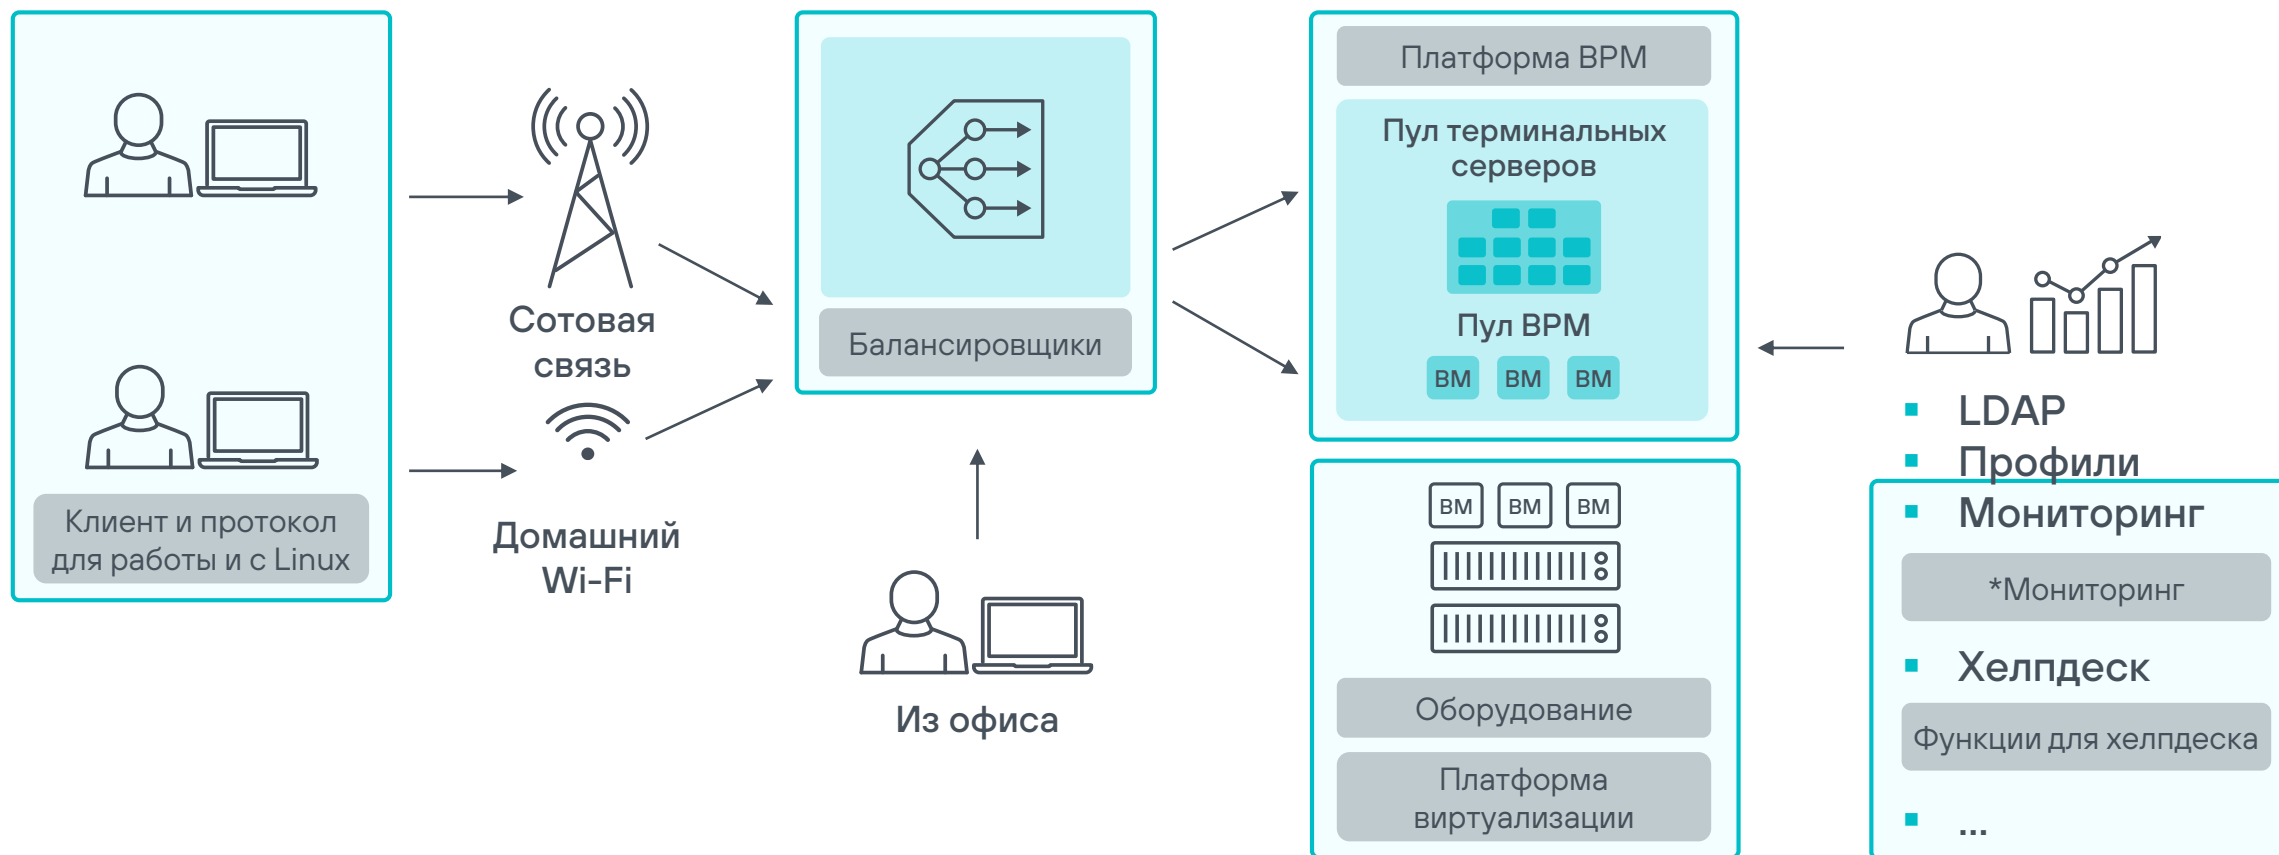 Клиент и протокол
для работы и с Linux
Сотовая
связь
Домашний
Wi-Fi
Балансировщики
Из офиса
Платформа ВРМ
Пул терминальных
серверов
Пул ВРМ
ВМ ВМ ВМ
ВМ ВМ ВМ
Оборудование
Платформа
виртуализации
LDAP
Профили
Мониторинг
*Мониторинг
Хелпдеск
Функции для хелпдеска
...